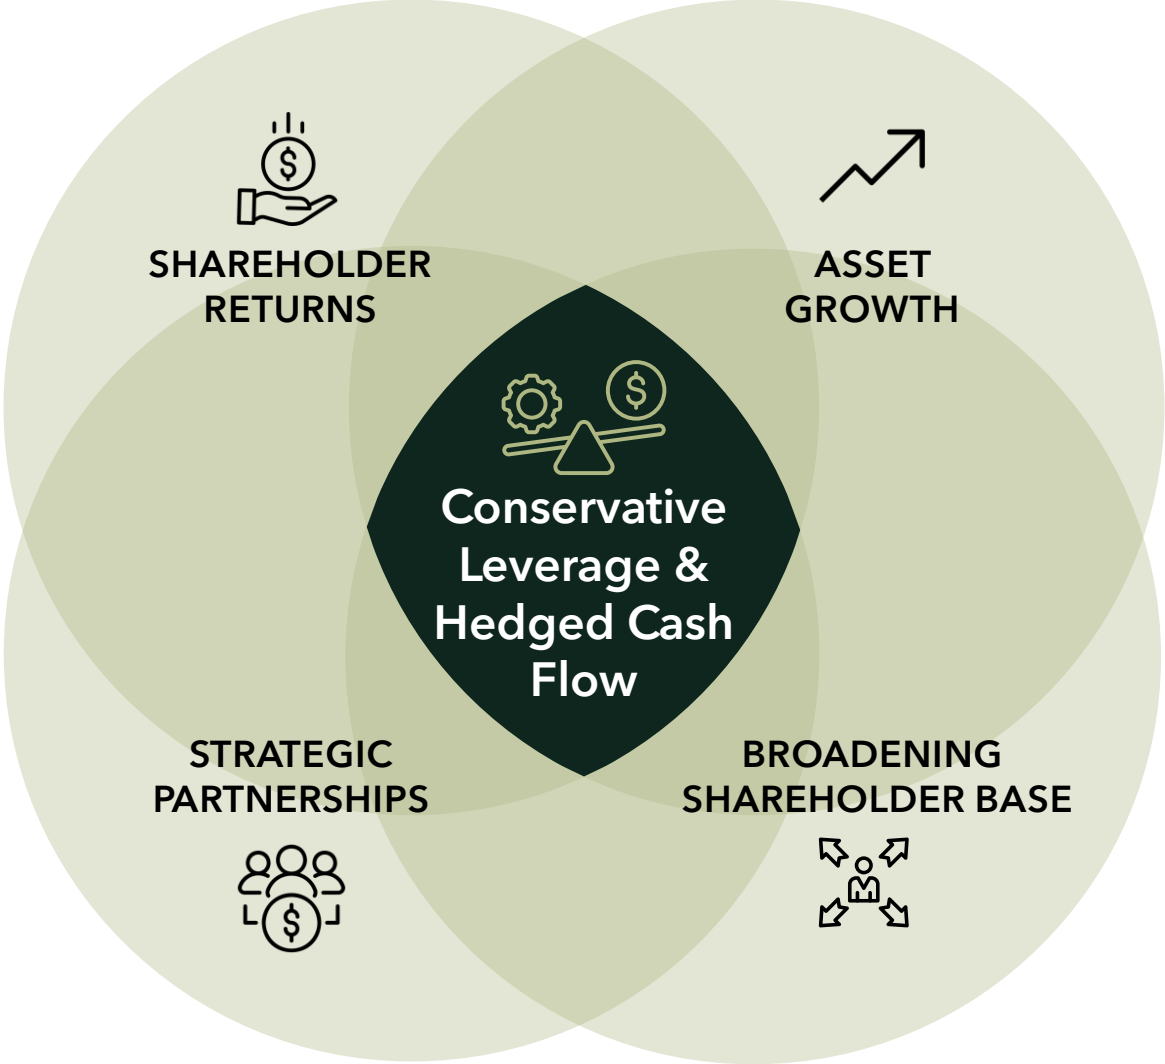 SHAREHOLDER
RETURNS
ASSET
GROWTH
$
$
Conservative
Leverage &
Hedged Cash
Flow
STRATEGIC
PARTNERSHIPS
BROADENING
SHAREHOLDER BASE
$